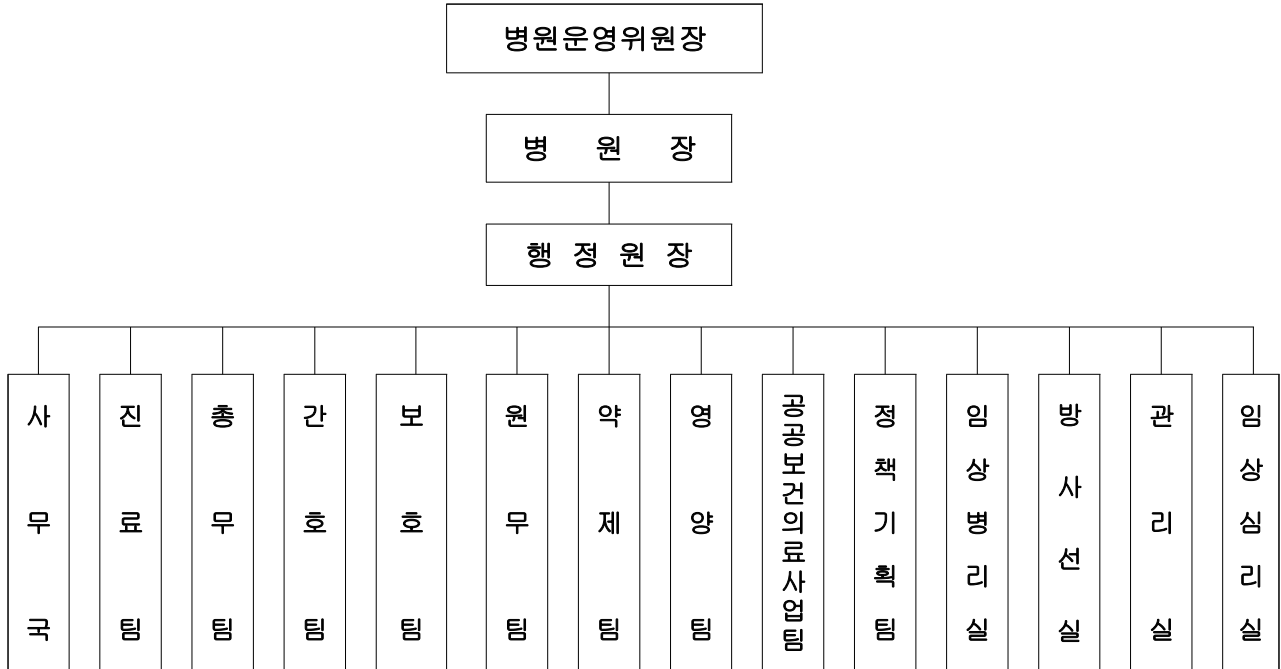 병원운영위원장
병 원 장
행 정 원 장
사무국
진료팀
총무팀
간호팀
보호팀
원무팀
약제팀
영양팀
공공보건의료사업팀
정책기획팀
임상병리실
방사선실
관리실
임상심리실